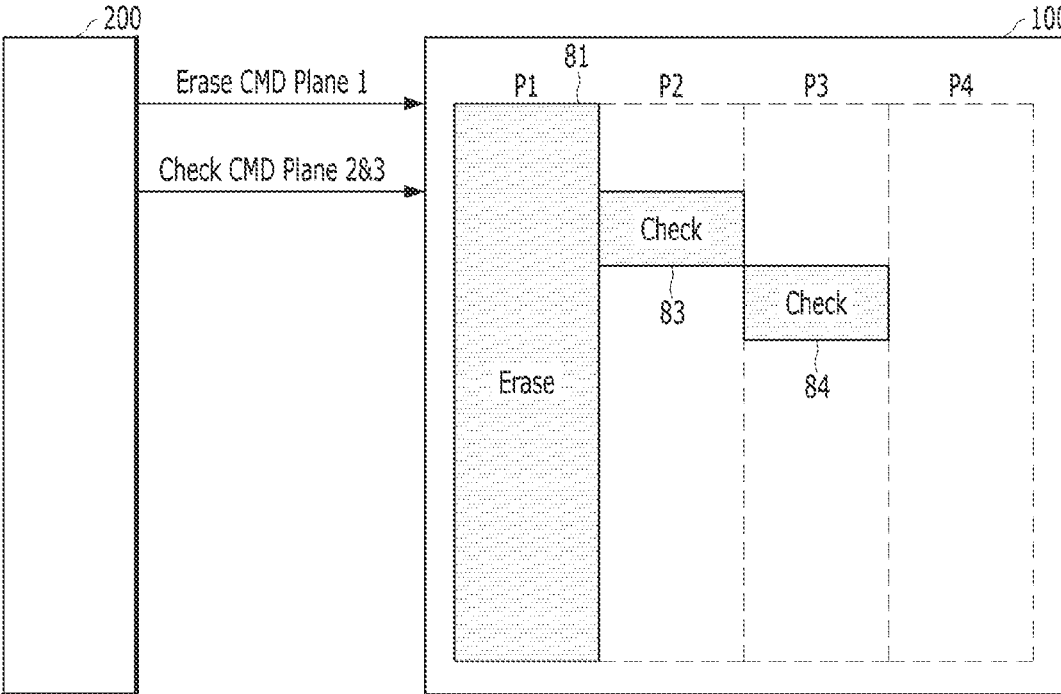 200
100
Erase CMD Plane 1
81
P1
P2
P3
P4
Check CMD Plane 2&3
Check
83
Check
84
Erase